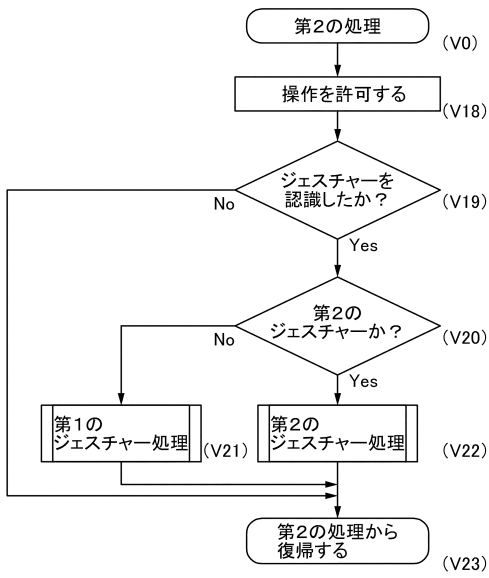 第2の処理
(V0)
操作を許可する
(V18)
ジェスチャーを
認識したか?
(V19)
No
Yes
第2の
ジェスチャーか?
(V20)
No
Yes
第1の
ジェスチャー処理
(V21)
第2の
ジェスチャー処理
(V22)
第2の処理から
復帰する
(V23)